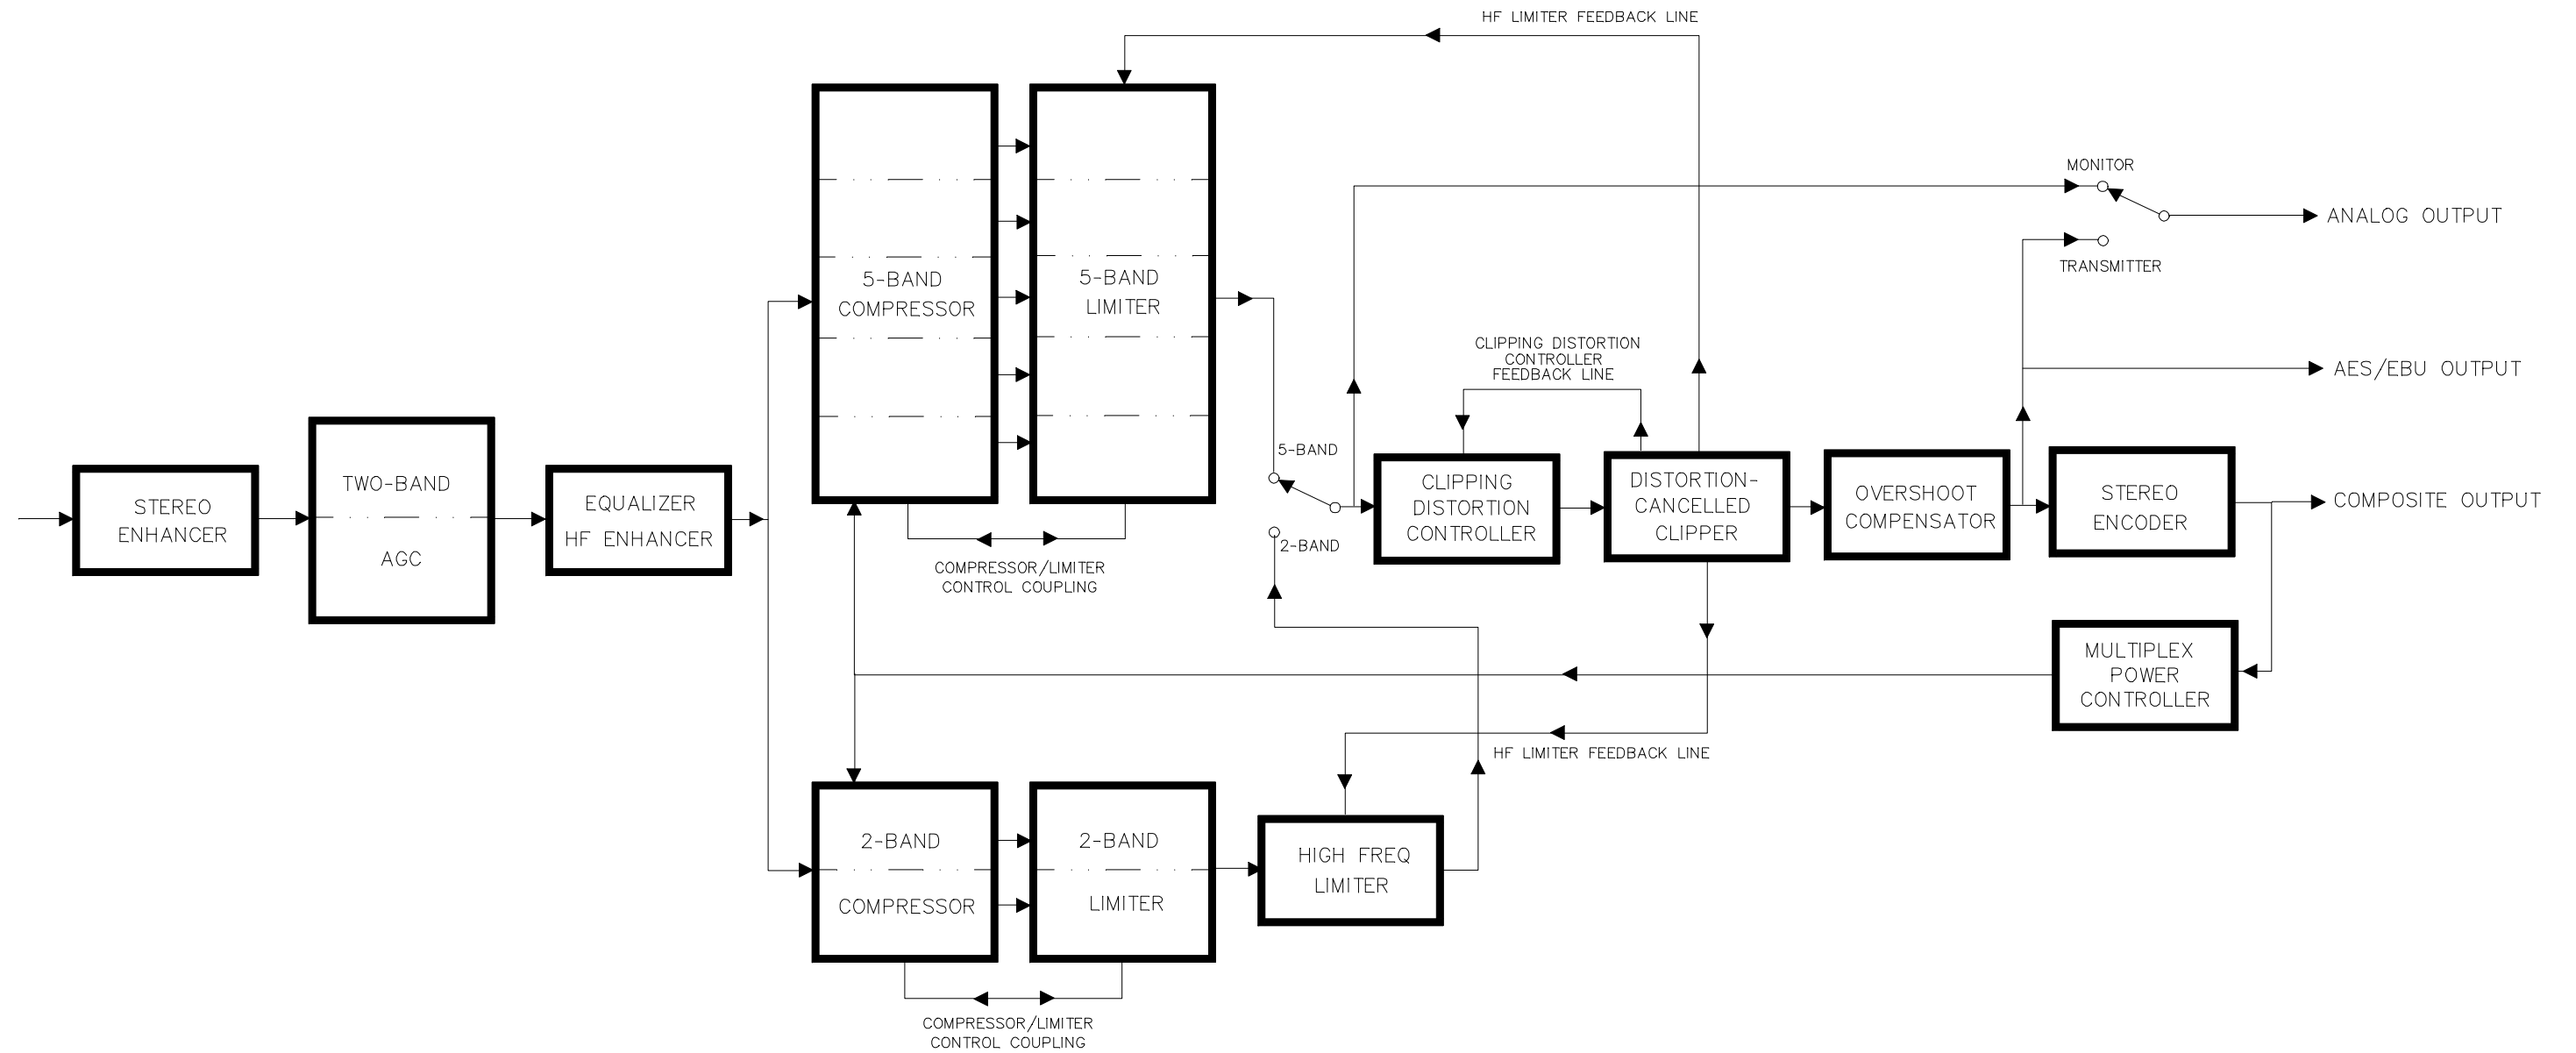 HF LIMITER FEEDBACK LINE
MONITOR
ANALOG OUTPUT
TRANSMITTER
5-BAND
COMPRESSOR
5-BAND
LIMITER
CLIPPING DISTORTION
CONTROLLER
FEEDBACK LINE
AES/EBU OUTPUT
STEREO
ENHANCER
TWO-BAND
AGC
EQUALIZER
HF ENHANCER
5-BAND
2-BAND
CLIPPING
DISTORTION
CONTROLLER
DISTORTION-
CANCELLED
CLIPPER
OVERSHOOT
COMPENSATOR
STEREO
ENCODER
COMPOSITE OUTPUT
COMPRESSOR/LIMITER
CONTROL COUPLING
MULTIPLEX
POWER
CONTROLLER
HF LIMITER FEEDBACK LINE
2-BAND
COMPRESSOR
2-BAND
LIMITER
HIGH FREQ
LIMITER
COMPRESSOR/LIMITER
CONTROL COUPLING